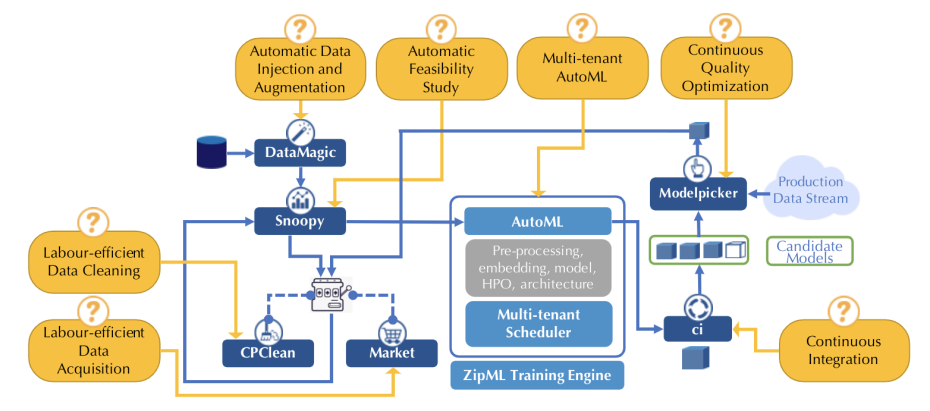 ?
?
?
?
Automatic Data
Injection and
Augmentation
Automatic
Feasibility
Study
Multi-tenant
AutoML
Continuous
Quality
Optimization
DataMagic
Snoopy
Modelpicker
Production
Data Stream
?
Labour-efficient
Data Cleaning
AutoML
Pre-processing,
embedding, model,
HPO, architecture
Multi-tenant
Scheduler
ZipML Training Engine
Candidate
Models
?
Labour-efficient
Data
Acquisition
CPClean
Market
ci
?
Continuous
Integration